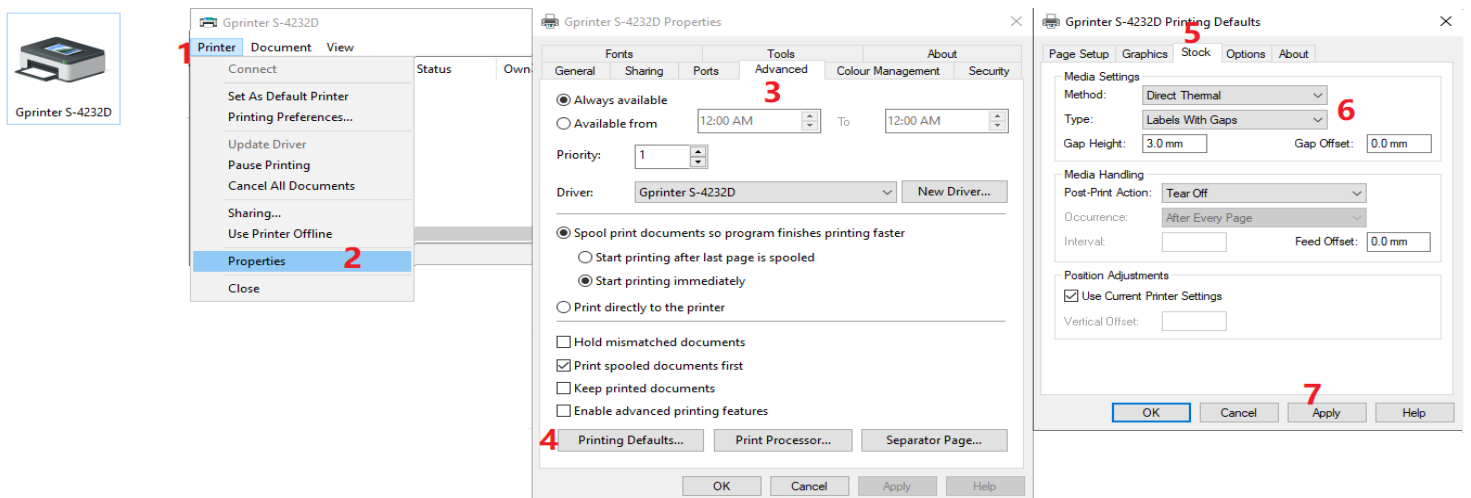 Gprinter S-4232D
Gprinter S-4232D
1
Printer Document View
Connect
Set As Default Printer
Printing Preferences...
Update Driver
Pause Printing
Cancel All Documents
Sharing...
Use Printer Offline
Properties 2
Close
Status Own
Gprinter S-4232D Properties
Fonts Tools About
General Sharing Ports Advanced Colour Management Security
3
Always available
Available from 12:00 AM To 12:00 AM
Priority: 1
Driver: Gprinter S-4232D New Driver...
Spool print documents so program finishes printing faster
Start printing after last page is spooled
Start printing immediately
Print directly to the printer
Hold mismatched documents
Print spooled documents first
Keep printed documents
Enable advanced printing features
4 Printing Defaults... Print Processor... Separator Page...
OK Cancel Apply Help
Gprinter S-4232D Printing Defaults
5
Page Setup Graphics Stock Options About
Media Settings
Method: Direct Thermal
6
Type: Labels With Gaps
Gap Height: 3.0 mm Gap Offset: 0.0 mm
Media Handling
Post-Print Action: Tear Off
Occurrence: After Every Page
Interval: Feed Offset: 0.0 mm
Position Adjustments
Use Current Printer Settings
Vertical Offset:
7
OK Cancel Apply Help